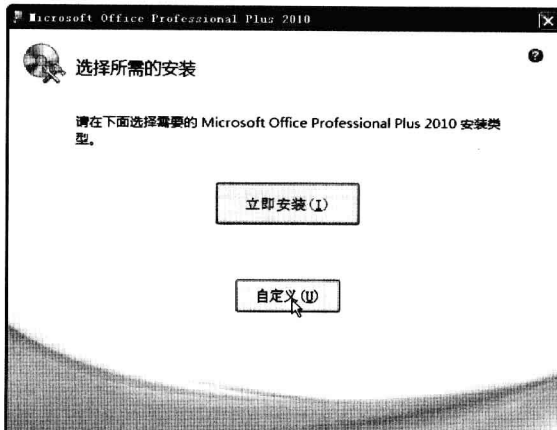 Microsoft Office Professional Plus 2010
选择所需的安装
请在下面选择需要的 Microsoft Office Professional Plus 2010 安装类
型。
立即安装(I)
自定义(U)